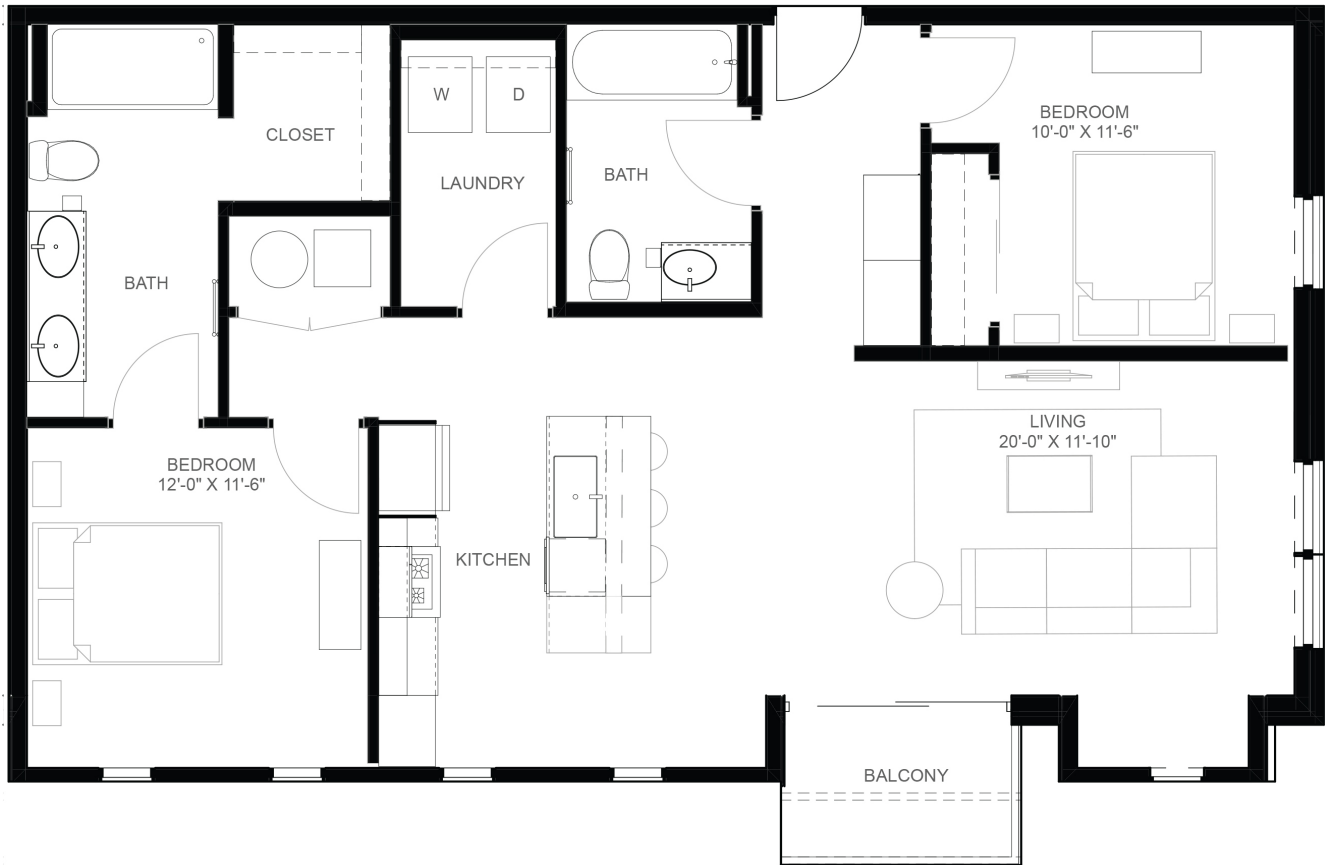 W
D
BEDROOM
10'-0" X 11'-6"
CLOSET
BATH
LAUNDRY
BATH
LIVING
20'-0" X 11'-10"
BEDROOM
12'-0" X 11'-6"
KITCHEN
BALCONY